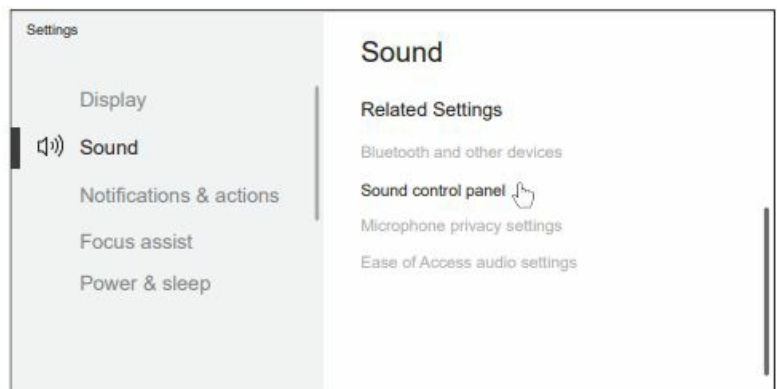 Settings
Display
Sound
Notifications & actions
Focus assist
Power & sleep
Sound
Related Settings
Bluetooth and other devices
Sound control panel
Microphone privacy settings
Ease of Access audio settings